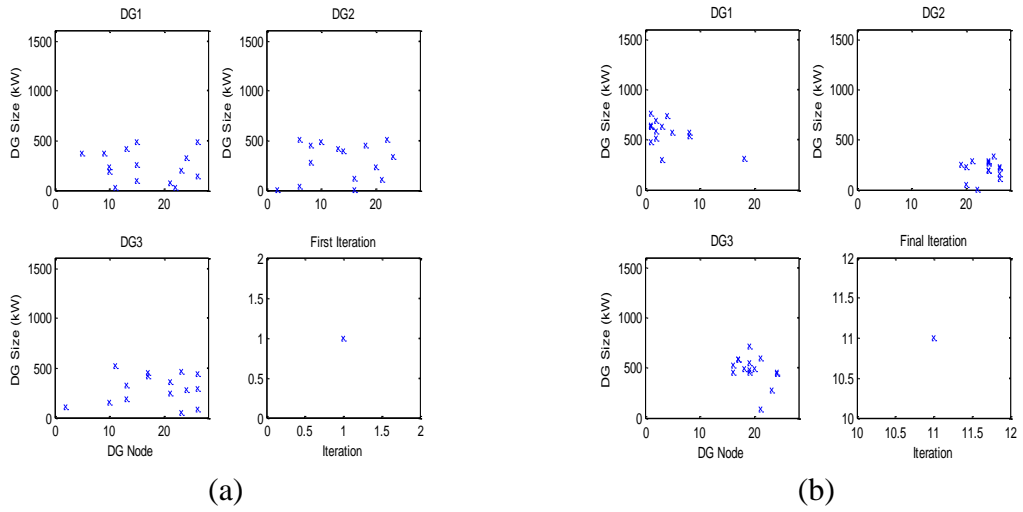 DG1
DG2
DG Size (kW)
1500
1000
500
0
0 10 20
DG Size (kW)
1500
1000
500
0
0 10 20
DG3
First Iteration
DG Size (kW)
1500
1000
500
0
0 10 20
DG Node
2
1.5
1
0.5
0
0 0.5 1 1.5 2
Iteration
(a)
DG1
DG2
DG Size (kW)
1500
1000
500
0
0 10 20
DG Size (kW)
1500
1000
500
0
0 10 20
DG3
Final Iteration
DG Size (kW)
1500
1000
500
0
0 10 20
DG Node
12
11.5
11
10.5
10
10 10.5 11 11.5 12
Iteration
(b)